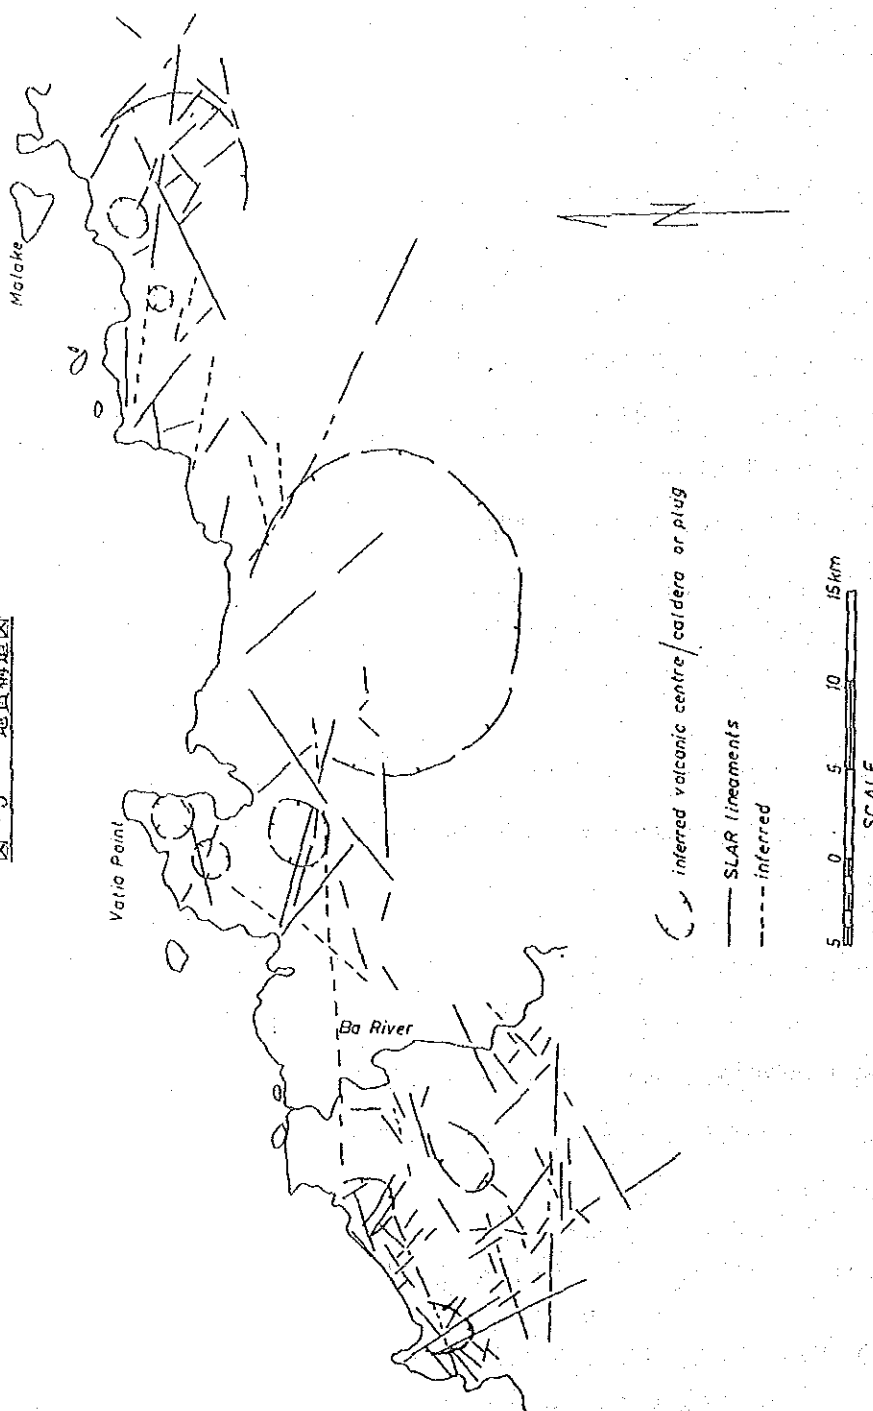 Malake
Vatia Point
Ba River
inferred volcanic centre/caldera or plug
SLAR lineaments
inferred
5 0 5 10 15km
SCALE
N